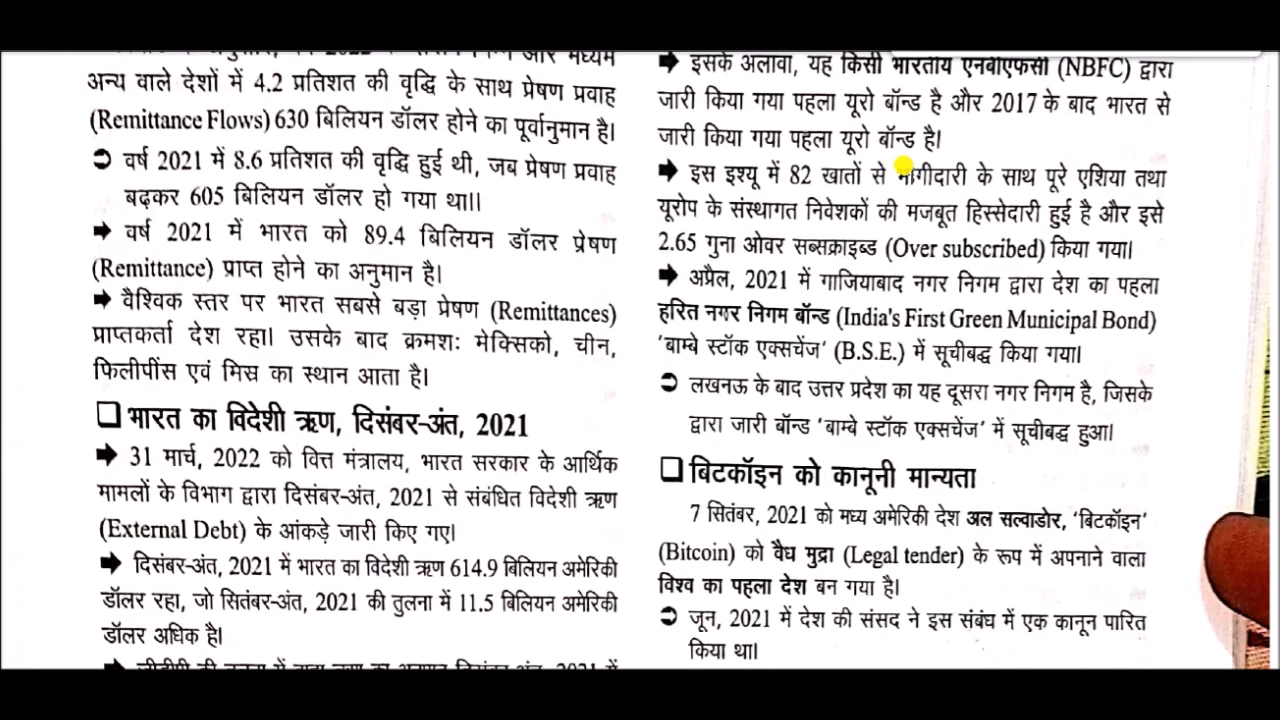 अन्य वाले देशों में 4.2 प्रतिशत की वृद्धि के साथ प्रेषण प्रवाह
(Remittance Flows) 630 बिलियन डॉलर होने का पूर्वानुमान है।
➲ वर्ष 2021 में 8.6 प्रतिशत की वृद्धि हुई थी, जब प्रेषण प्रवाह
बढ़कर 605 बिलियन डॉलर हो गया था।।
➡ वर्ष 2021 में भारत को 89.4 बिलियन डॉलर प्रेषण
(Remittance) प्राप्त होने का अनुमान है।
➡ वैश्विक स्तर पर भारत सबसे बड़ा प्रेषण (Remittances)
प्राप्तकर्ता देश रहा। उसके बाद क्रमशः मेक्सिको, चीन,
फिलीपींस एवं मिस्र का स्थान आता है।
❑ भारत का विदेशी ऋण, दिसंबर-अंत, 2021
➡ 31 मार्च, 2022 को वित्त मंत्रालय, भारत सरकार के आर्थिक
मामलों के विभाग द्वारा दिसंबर-अंत, 2021 से संबंधित विदेशी ऋण
(External Debt) के आंकड़े जारी किए गए।
➡ दिसंबर-अंत, 2021 में भारत का विदेशी ऋण 614.9 बिलियन अमेरिकी
डॉलर रहा, जो सितंबर-अंत, 2021 की तुलना में 11.5 बिलियन अमेरिकी
डॉलर अधिक है।
➡ इसके अलावा, यह किसी भारतीय एनबीएफसी (NBFC) द्वारा
जारी किया गया पहला यूरो बॉन्ड है और 2017 के बाद भारत से
जारी किया गया पहला यूरो बॉन्ड है।
➡ इस इश्यू में 82 खातों से भागीदारी के साथ पूरे एशिया तथा
यूरोप के संस्थागत निवेशकों की मजबूत हिस्सेदारी हुई है और इसे
2.65 गुना ओवर सब्सक्राइब्ड (Over subscribed) किया गया।
➡ अप्रैल, 2021 में गाजियाबाद नगर निगम द्वारा देश का पहला
हरित नगर निगम बॉन्ड (India's First Green Municipal Bond)
'बाम्बे स्टॉक एक्सचेंज' (B.S.E.) में सूचीबद्ध किया गया।
➲ लखनऊ के बाद उत्तर प्रदेश का यह दूसरा नगर निगम है, जिसके
द्वारा जारी बॉन्ड 'बाम्बे स्टॉक एक्सचेंज' में सूचीबद्ध हुआ।
❑ बिटकॉइन को कानूनी मान्यता
7 सितंबर, 2021 को मध्य अमेरिकी देश अल सल्वाडोर, 'बिटकॉइन'
(Bitcoin) को वैध मुद्रा (Legal tender) के रूप में अपनाने वाला
विश्व का पहला देश बन गया है।
➲ जून, 2021 में देश की संसद ने इस संबंध में एक कानून पारित
किया था।